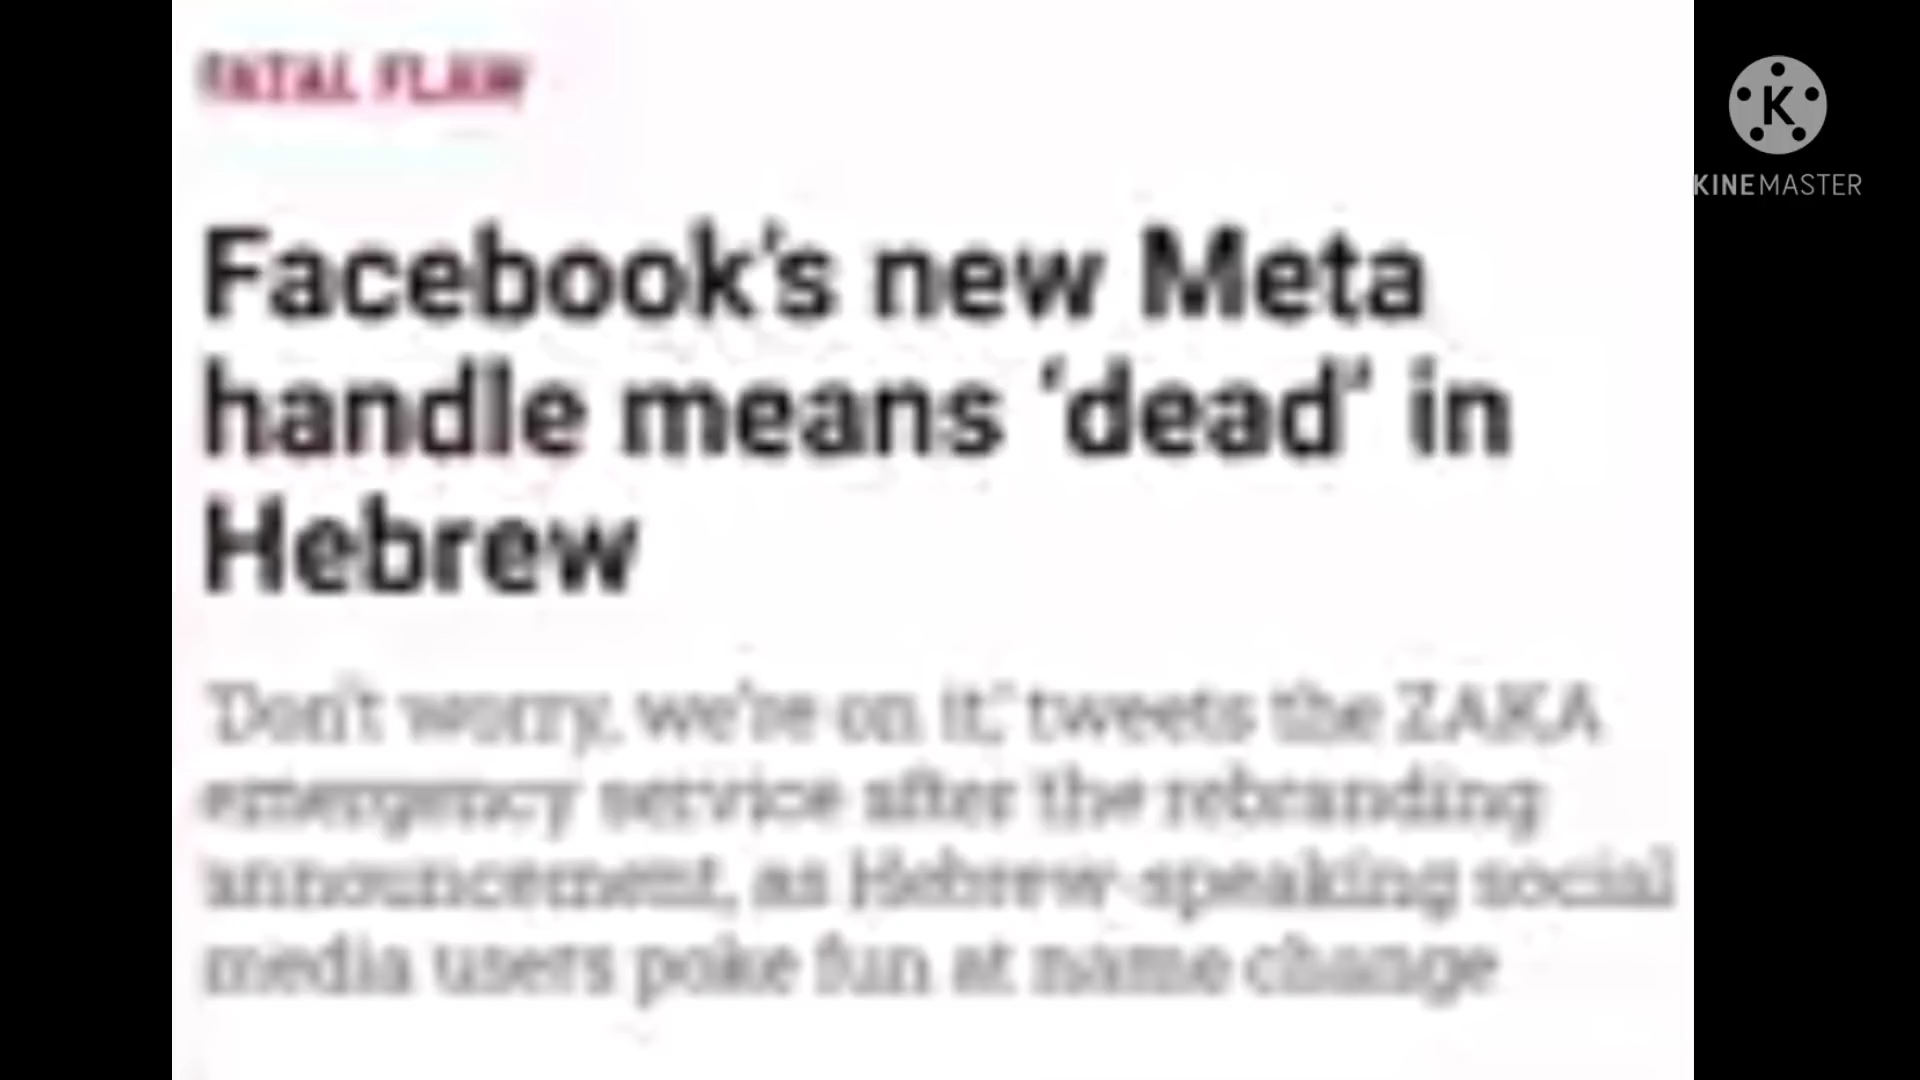 FATAL FLAW
Facebook's new Meta
handle means 'dead' in
Hebrew
'Don't worry, we're on it,' tweets the ZAKA
emergency service after the rebranding
announcement, as Hebrew-speaking social
media users poke fun at name change
K
KINEMASTER